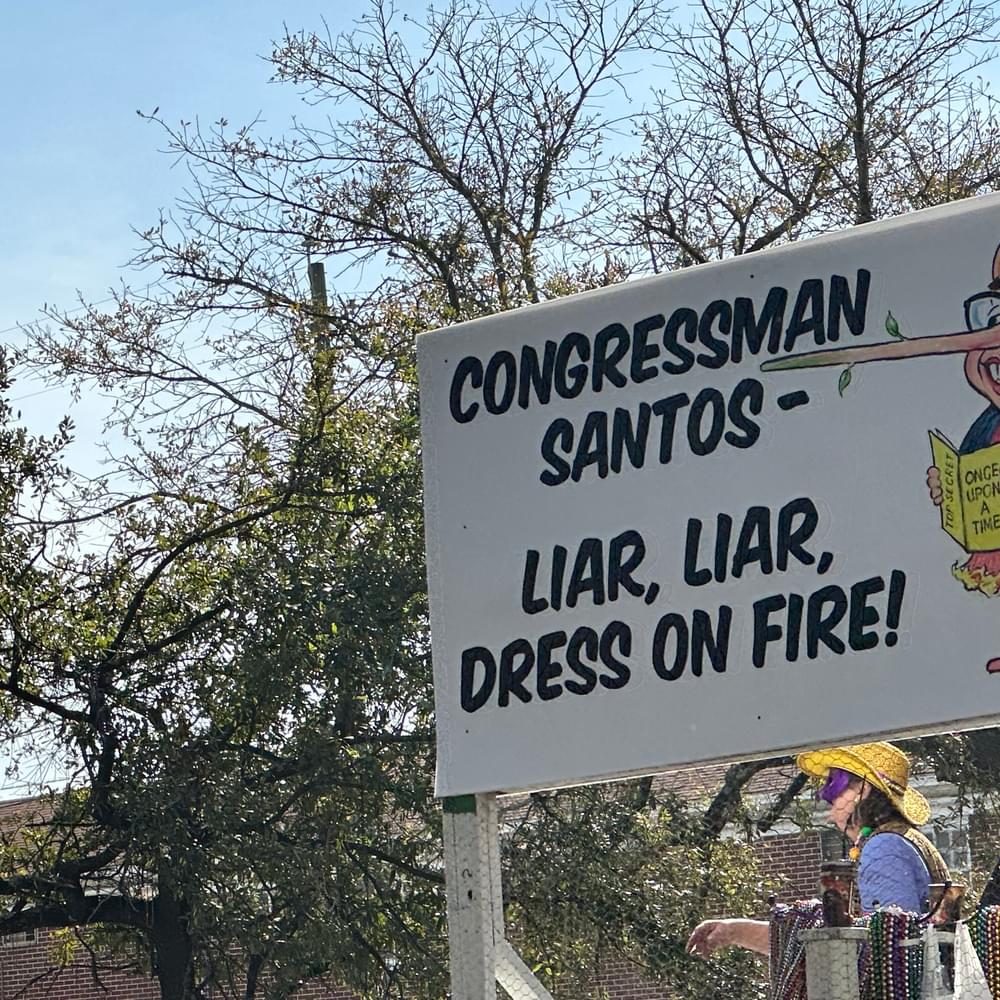 CONGRESSMAN
SANTOS -
LIAR, LIAR,
DRESS ON FIRE!
TOP SECRET
ONCE
UPON
A
TIME